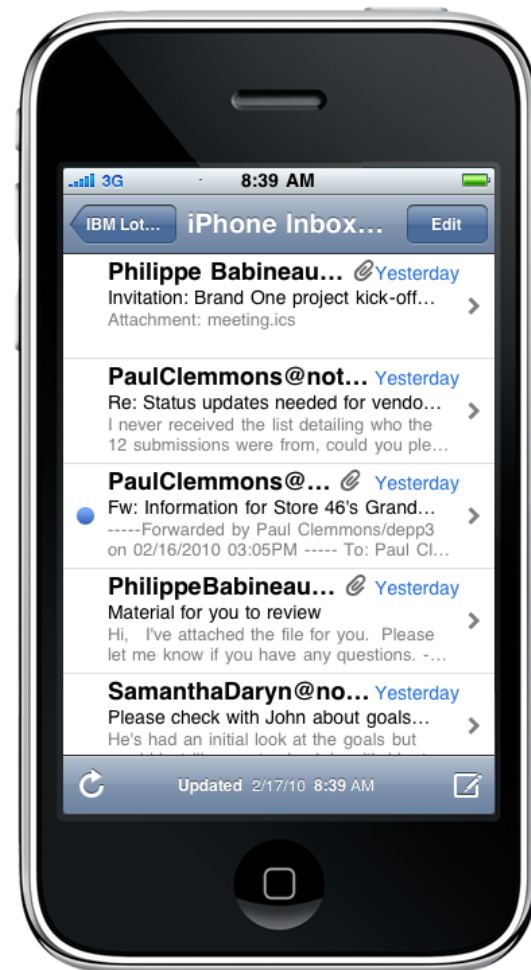 3G 8:39 AM
IBM Lot... iPhone Inbox... Edit
Philippe Babineau... Yesterday
Invitation: Brand One project kick-off...
Attachment: meeting.ics
PaulClemmons@not... Yesterday
Re: Status updates needed for vendo...
I never received the list detailing who the
12 submissions were from, could you ple...
PaulClemmons@... Yesterday
Fw: Information for Store 46's Grand...
-----Forwarded by Paul Clemmons/depp3
on 02/16/2010 03:05PM ----- To: Paul Cl...
PhilippeBabineau... Yesterday
Material for you to review
Hi, I've attached the file for you. Please
let me know if you have any questions. -...
SamanthaDaryn@no... Yesterday
Please check with John about goals...
He's had an initial look at the goals but
Updated 2/17/10 8:39 AM